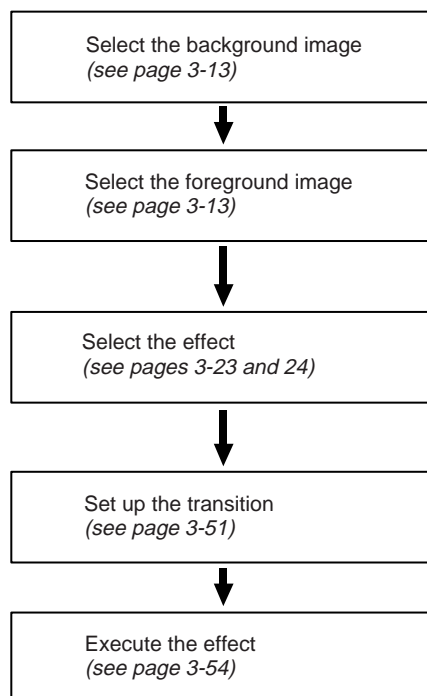 Select the background image
(see page 3-13)
Select the foreground image
(see page 3-13)
Select the effect
(see pages 3-23 and 24)
Set up the transition
(see page 3-51)
Execute the effect
(see page 3-54)